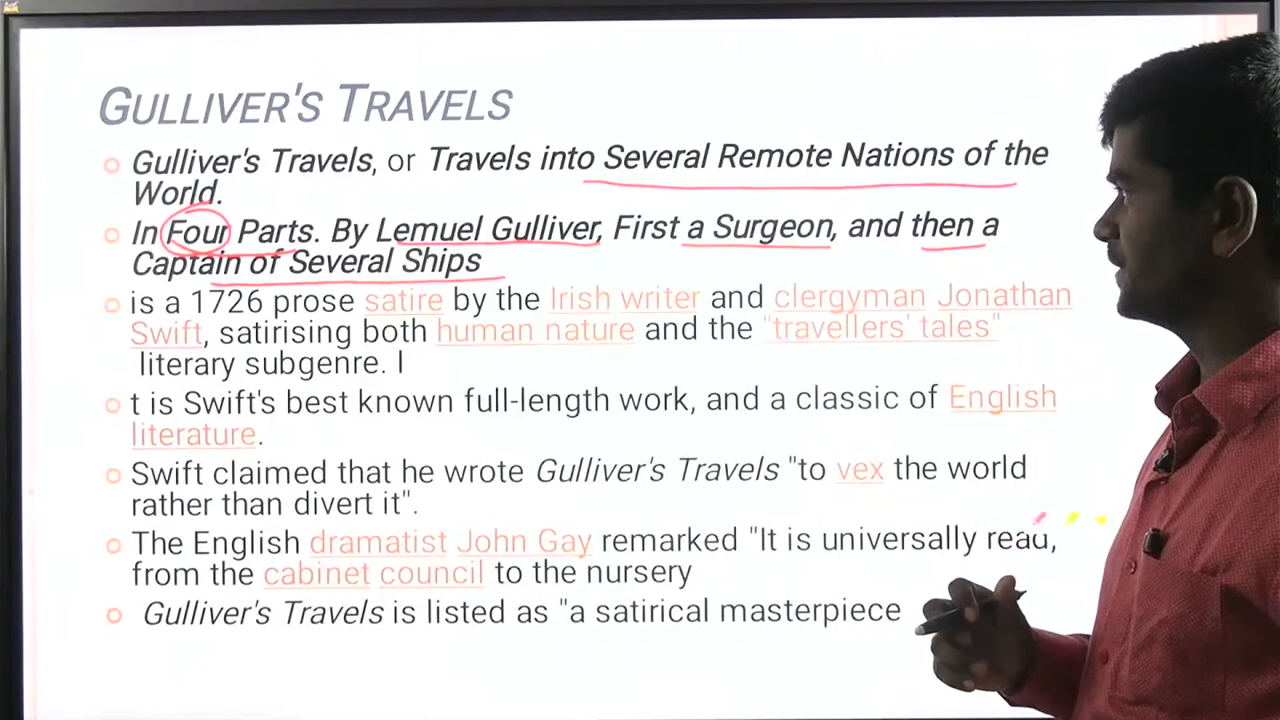 GULLIVER'S TRAVELS
Gulliver's Travels, or Travels into Several Remote Nations of the
World.
In Four Parts. By Lemuel Gulliver, First a Surgeon, and then a
Captain of Several Ships
is a 1726 prose satire by the Irish writer and clergyman Jonathan
Swift, satirising both human nature and the "travellers' tales"
literary subgenre. I
t is Swift's best known full-length work, and a classic of English
literature.
Swift claimed that he wrote Gulliver's Travels "to vex the world
rather than divert it".
The English dramatist John Gay remarked "It is universally read,
from the cabinet council to the nursery
Gulliver's Travels is listed as "a satirical masterpiece